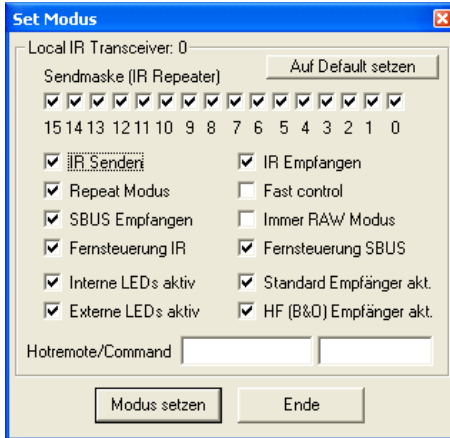 Set Modus
Local IR Transceiver: 0
Sendmaske (IR Repeater)
Auf Default setzen
15 14 13 12 11 10 9 8 7 6 5 4 3 2 1 0
IR Senden IR Empfangen
Repeat Modus Fast control
SBUS Empfangen Immer RAW Modus
Fernsteuerung IR Fernsteuerung SBUS
Interne LEDs aktiv Standard Empfänger akt.
Externe LEDs aktiv HF (B&O) Empfänger akt.
Hotremote/Command
Modus setzen Ende